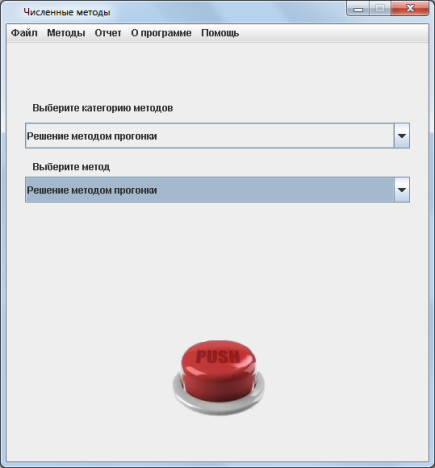 Численные методы
Файл Методы Отчет О программе Помощь
Выберите категорию методов
Решение методом прогонки
Выберите метод
Решение методом прогонки
PUSH